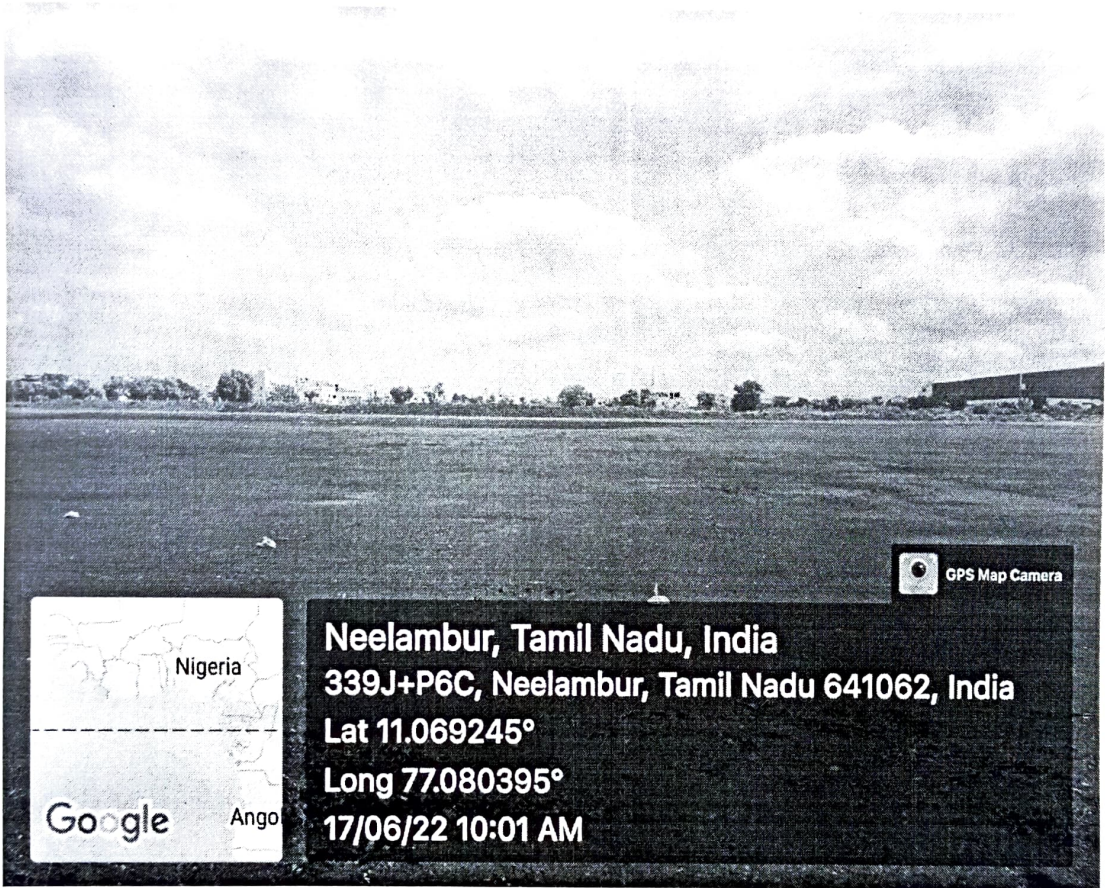 GPS Map Camera
Neelambur, Tamil Nadu, India
339J+P6C, Neelambur, Tamil Nadu 641062, India
Lat 11.069245°
Long 77.080395°
17/06/22 10:01 AM
Nigeria
Ango
Google